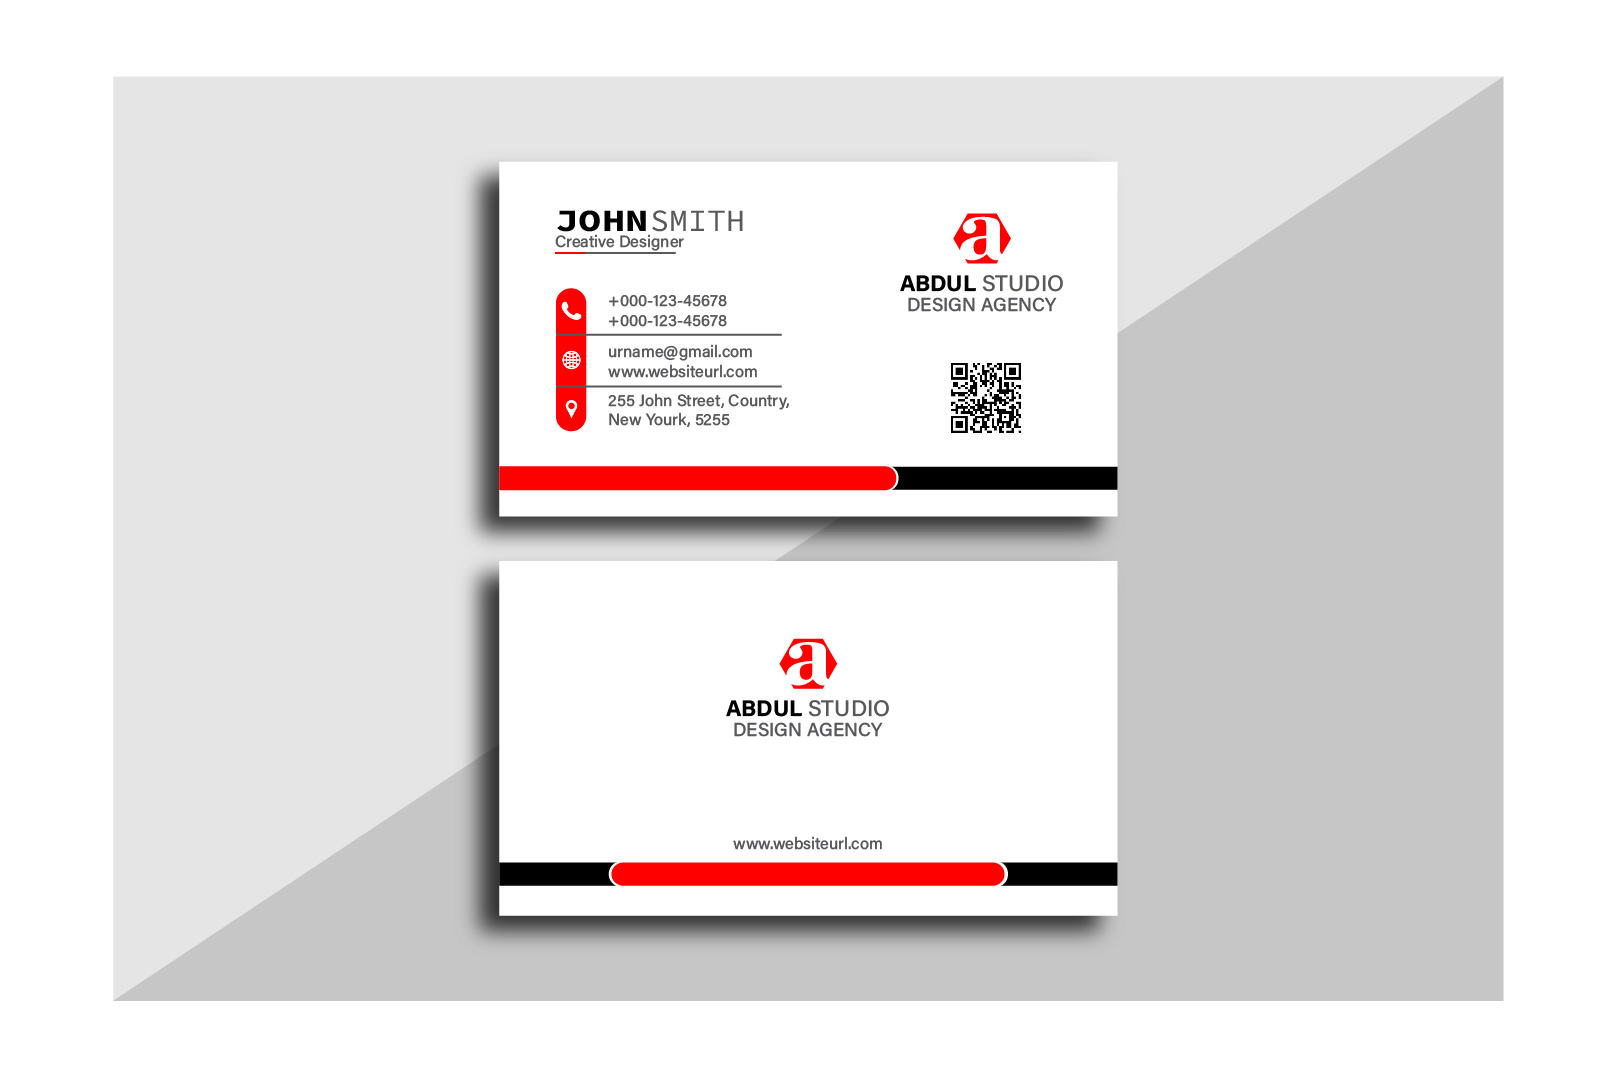 JOHN SMITH
Creative Designer
+000-123-45678
+000-123-45678
urname@gmail.com
www.websiteurl.com
255 John Street, Country,
New Yourk, 5255
a
ABDUL STUDIO
DESIGN AGENCY
a
ABDUL STUDIO
DESIGN AGENCY
www.websiteurl.com